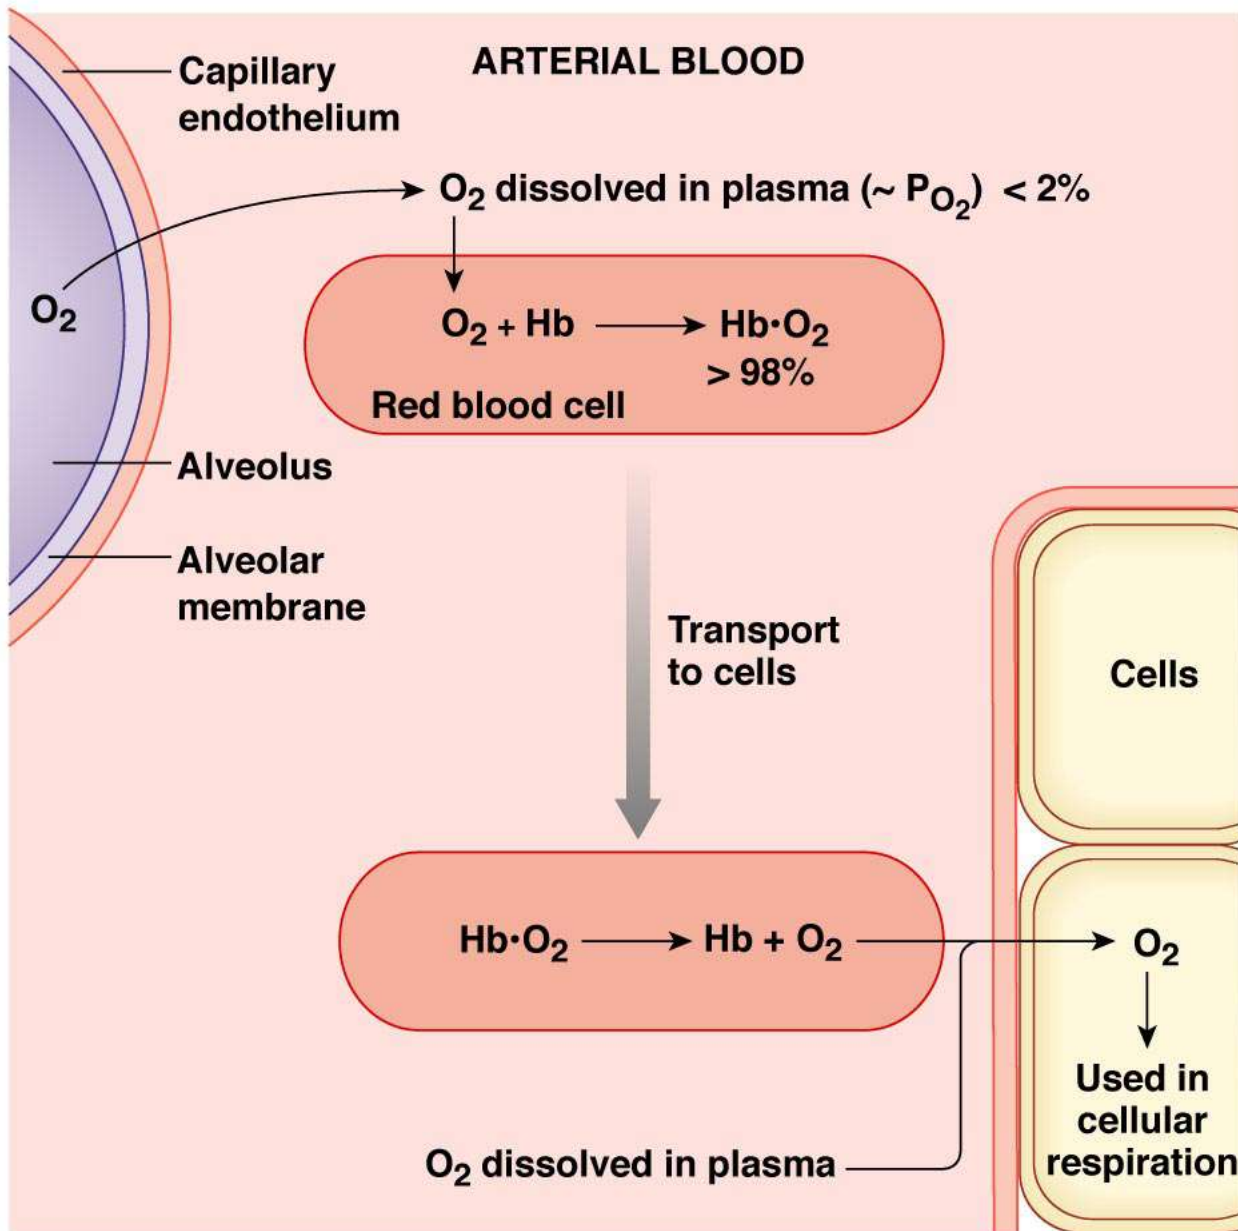 ARTERIAL BLOOD
Capillary
endothelium
O₂ dissolved in plasma (~ P_O₂) < 2%
O₂
O₂ + Hb
Hb•O₂
> 98%
Red blood cell
Alveolus
Alveolar
membrane
Transport
to cells
Cells
Hb•O₂
Hb + O₂
O₂
Used in
cellular
respiration
O₂ dissolved in plasma